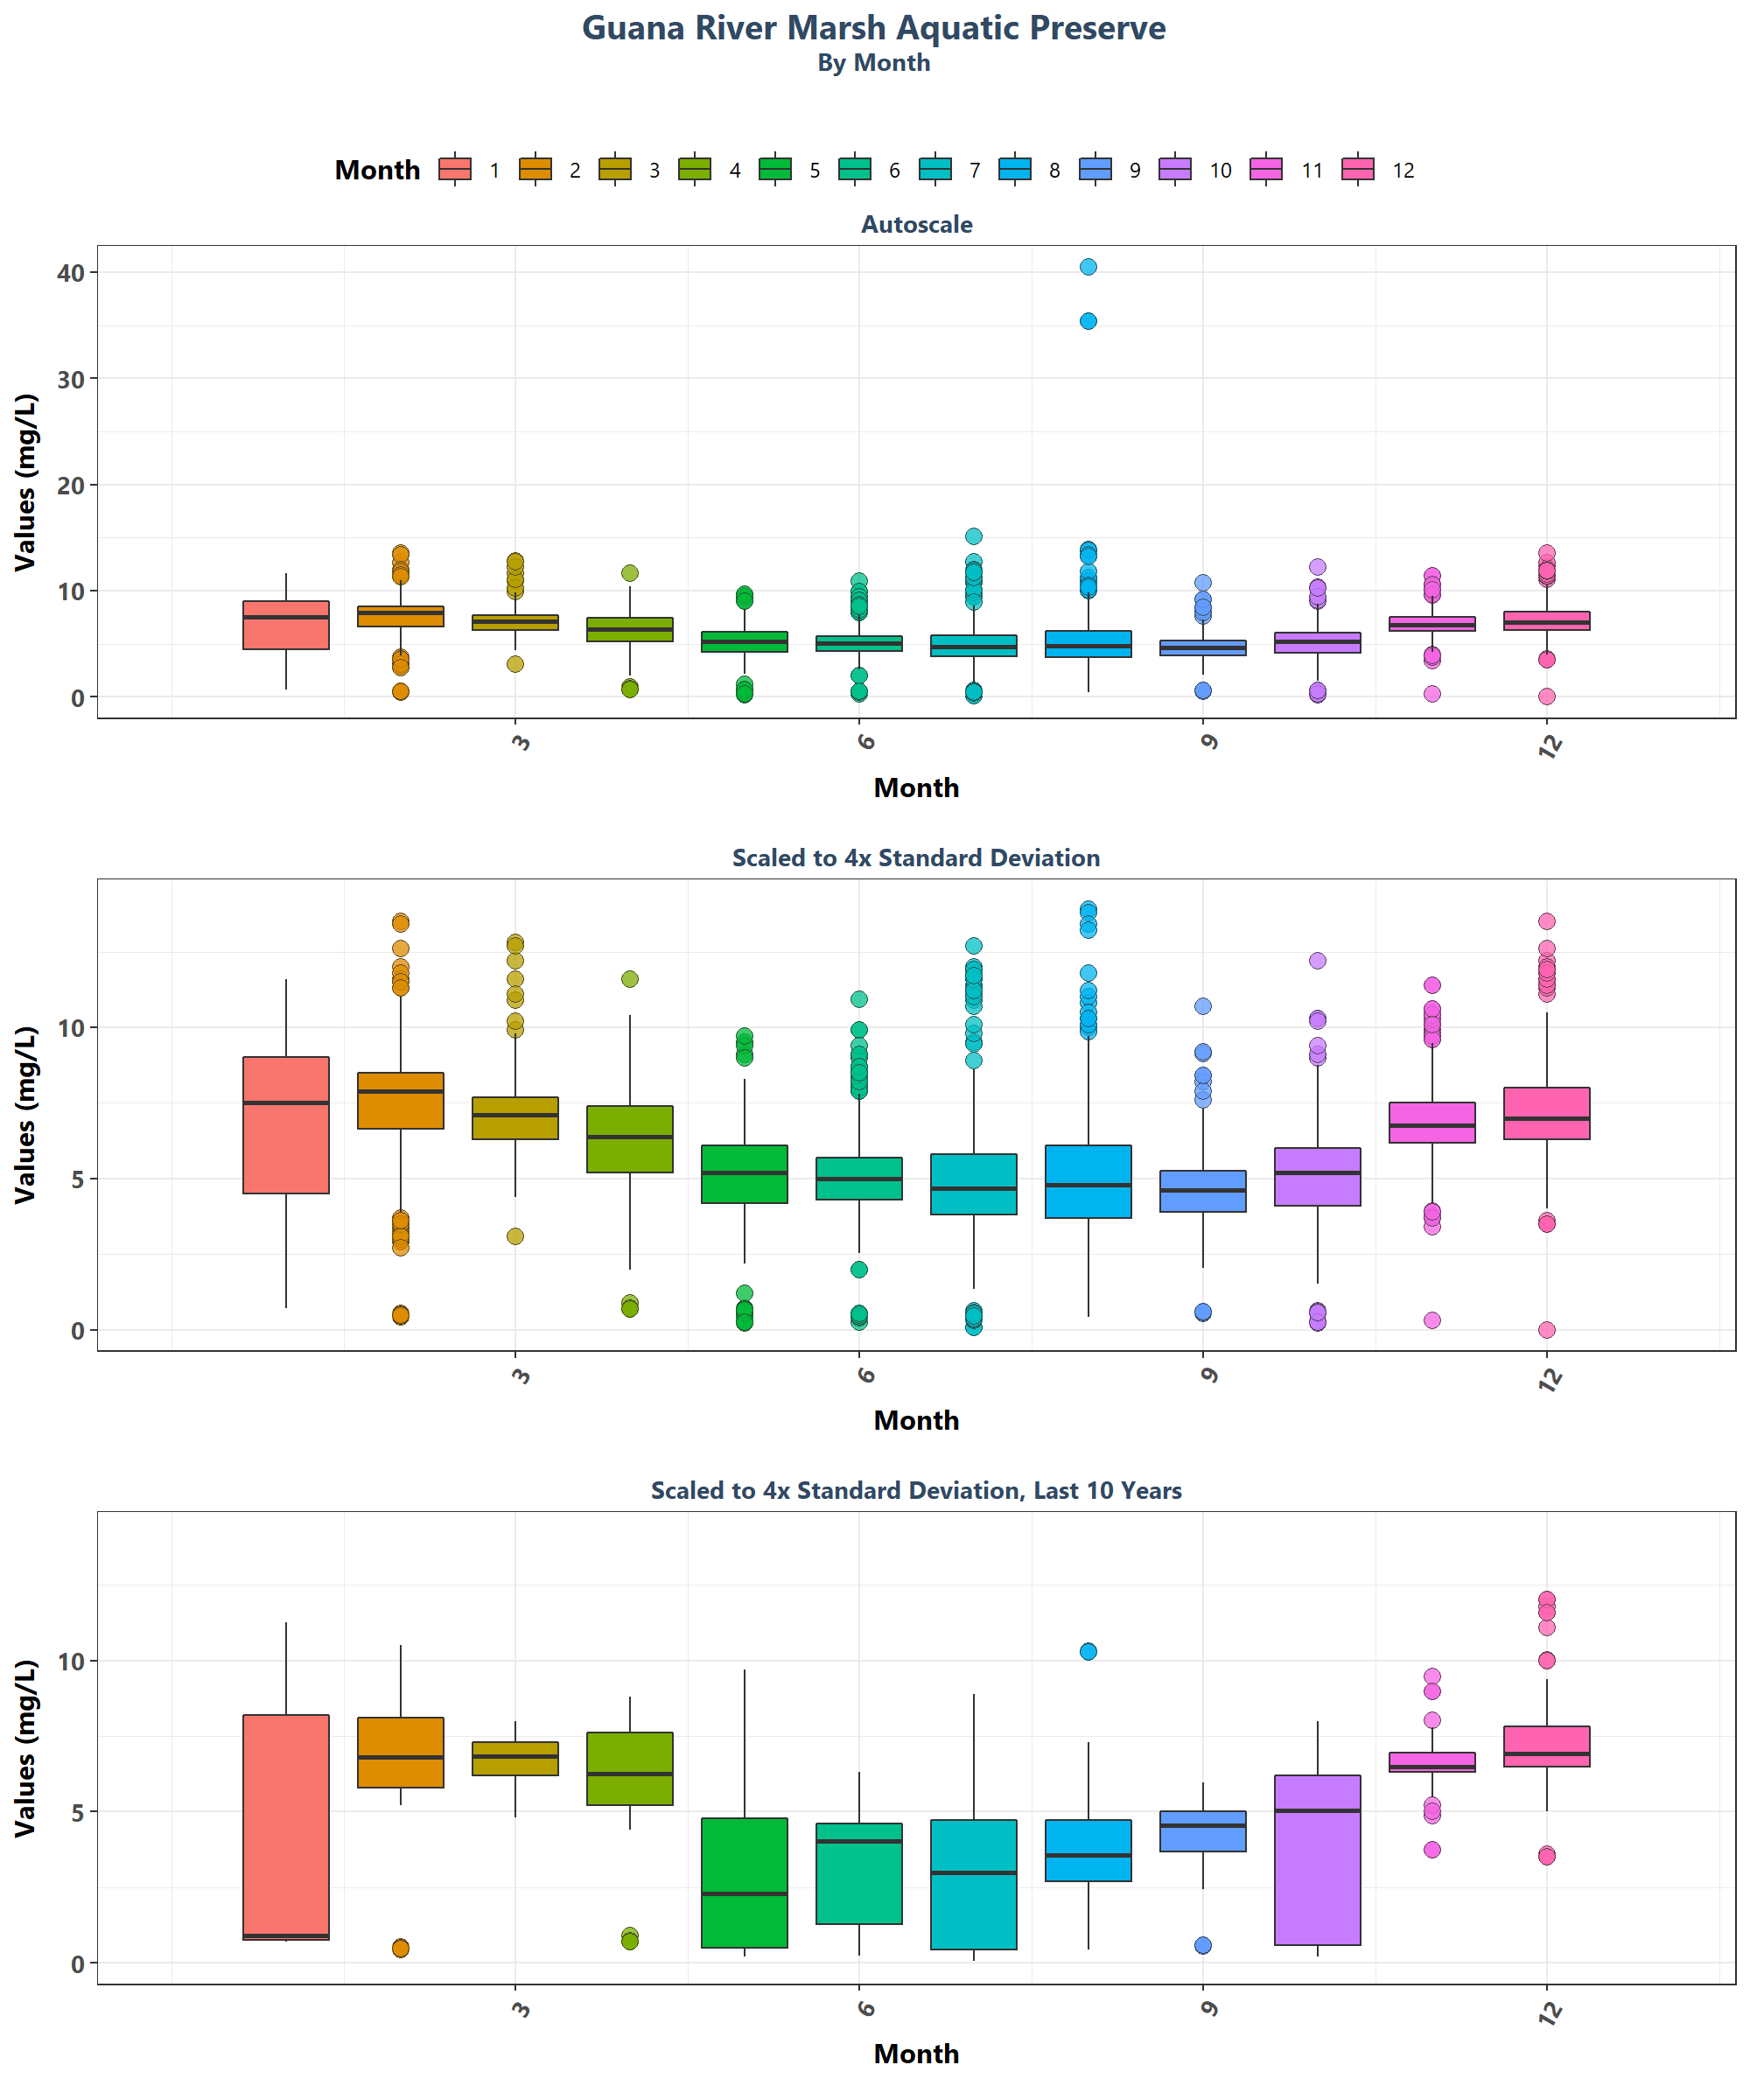 Guana River Marsh Aquatic Preserve
By Month
Month 1 2 3 4 5 6 7 8 9 10 11 12
Autoscale
Values (mg/L)
40
30
20
10
0
3 6 9 12
Month
Scaled to 4x Standard Deviation
Values (mg/L)
10
5
0
3 6 9 12
Month
Scaled to 4x Standard Deviation, Last 10 Years
Values (mg/L)
10
5
0
3 6 9 12
Month